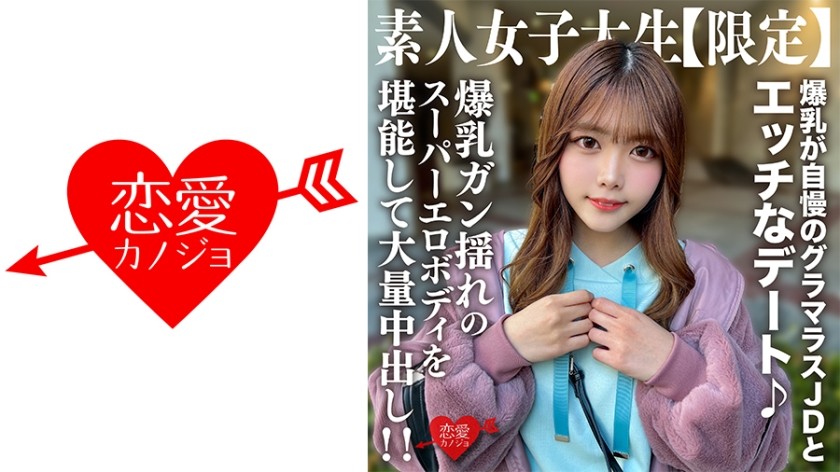 恋愛
カノジョ
素人女子大生【限定】
爆乳が自慢のグラマラスJDと
エッチなデート♪
爆乳ガン揺れの
スーパーエロボディを
堪能して大量中出し!!
恋愛
カノジョ